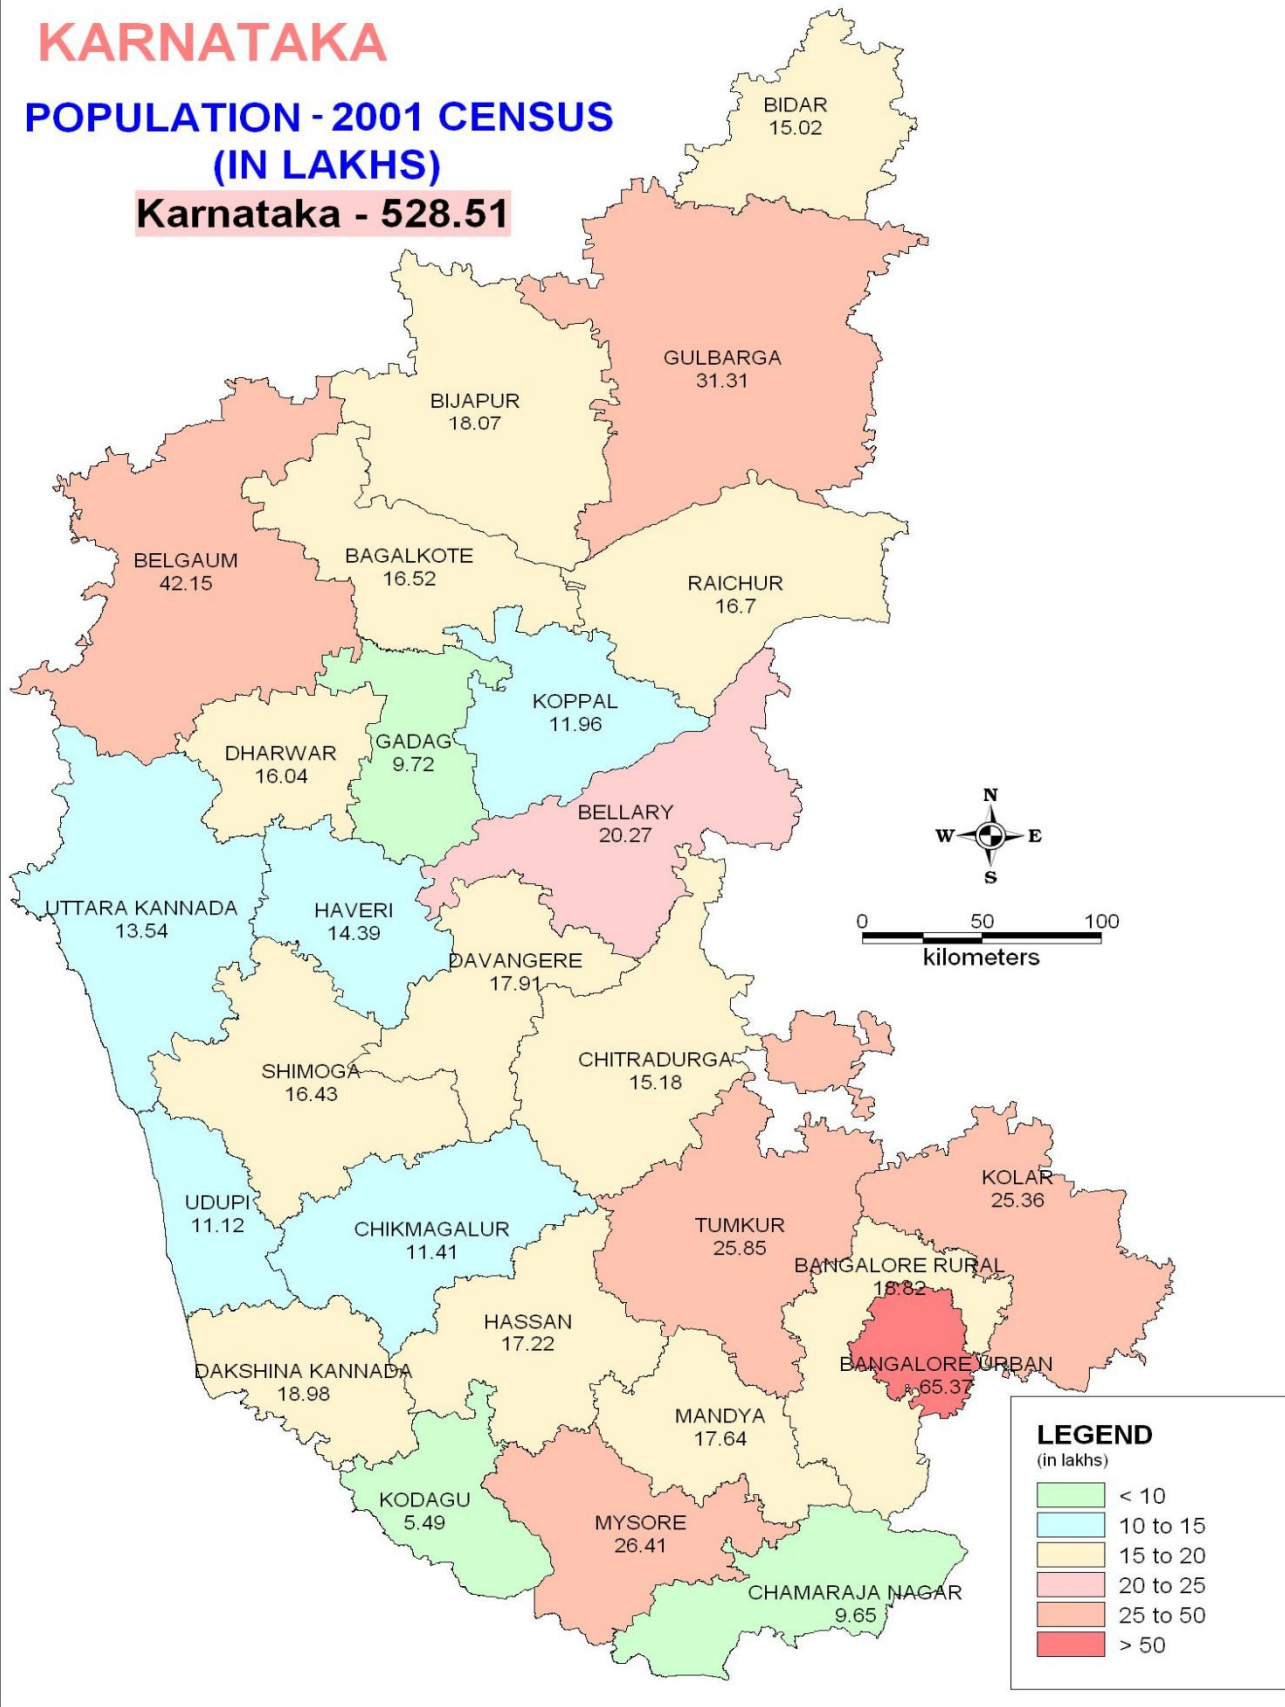 KARNATAKA
POPULATION - 2001 CENSUS
(IN LAKHS)
Karnataka - 528.51
BIDAR
15.02
GULBARGA
31.31
BIJAPUR
18.07
BELGAUM
42.15
BAGALKOTE
16.52
RAICHUR
16.7
KOPPAL
11.96
DHARWAR
16.04
GADAG
9.72
BELLARY
20.27
UTTARA KANNADA
13.54
HAVERI
14.39
DAVANGERE
17.91
SHIMOGA
16.43
CHITRADURGA
15.18
UDUPI
11.12
CHIKMAGALUR
11.41
TUMKUR
25.85
KOLAR
25.36
BANGALORE RURAL
18.82
HASSAN
17.22
DAKSHINA KANNADA
18.98
BANGALORE URBAN
65.37
MANDYA
17.64
KODAGU
5.49
MYSORE
26.41
CHAMARAJA NAGAR
9.65
N
W E
S
0 50 100
kilometers
LEGEND
(in lakhs)
< 10
10 to 15
15 to 20
20 to 25
25 to 50
> 50